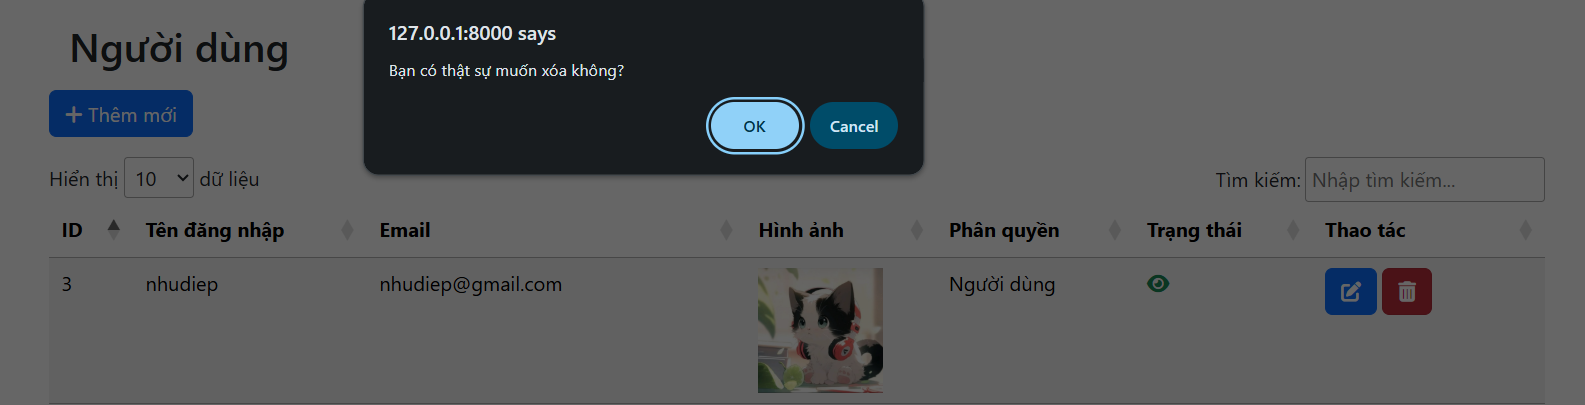 127.0.0.1:8000 says
Bạn có thật sự muốn xóa không?
OK Cancel
Người dùng
Thêm mới
Hiển thị 10 dữ liệu Tìm kiếm: Nhập tìm kiếm...
ID Tên đăng nhập Email Hình ảnh Phân quyền Trạng thái Thao tác
3 nhudiep nhudiep@gmail.com Người dùng